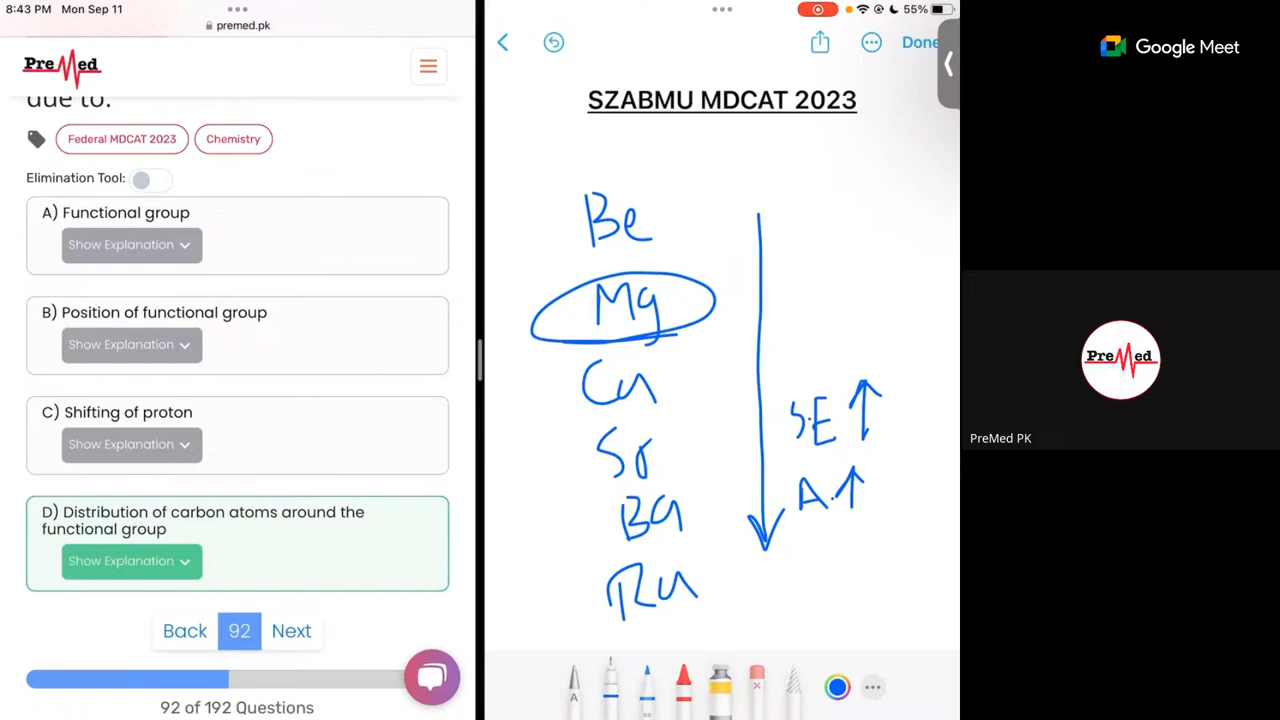 8:43 PM Mon Sep 11
premed.pk
PreMed
due to:
Federal MDCAT 2023
Chemistry
Elimination Tool:
A) Functional group
Show Explanation
B) Position of functional group
Show Explanation
C) Shifting of proton
Show Explanation
D) Distribution of carbon atoms around the
functional group
Show Explanation
Back 92 Next
92 of 192 Questions
55%
Done
SZABMU MDCAT 2023
Be
Mg
Ca
Sr
Ba
Ra
S.E ↑
A.↑
Google Meet
PreMed
PreMed PK